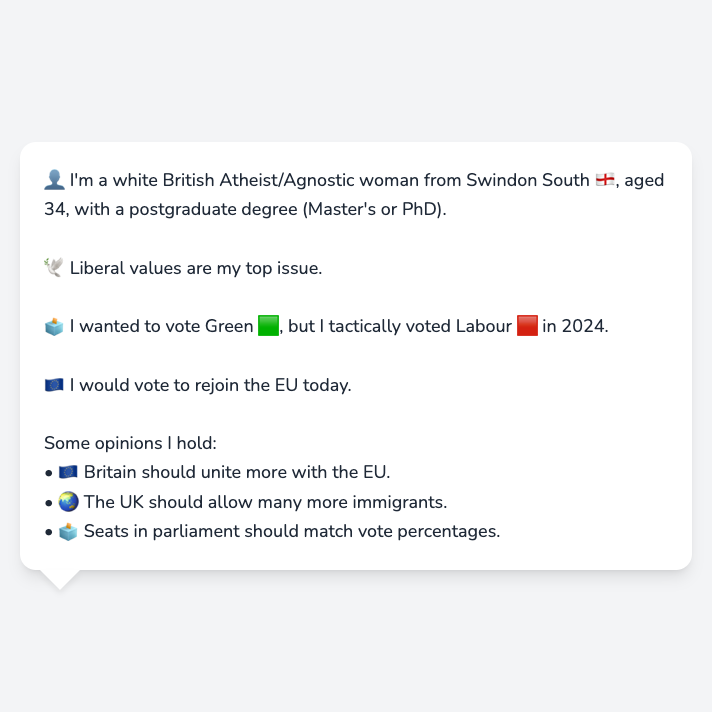 👤 I'm a white British Atheist/Agnostic woman from Swindon South 🏴󠁧󠁢󠁥󠁮󠁧󠁿, aged
34, with a postgraduate degree (Master's or PhD).
🕊️ Liberal values are my top issue.
🗳️ I wanted to vote Green 🟩, but I tactically voted Labour 🟥 in 2024.
🇪🇺 I would vote to rejoin the EU today.
Some opinions I hold:
• 🇪🇺 Britain should unite more with the EU.
• 🌏 The UK should allow many more immigrants.
• 🗳️ Seats in parliament should match vote percentages.